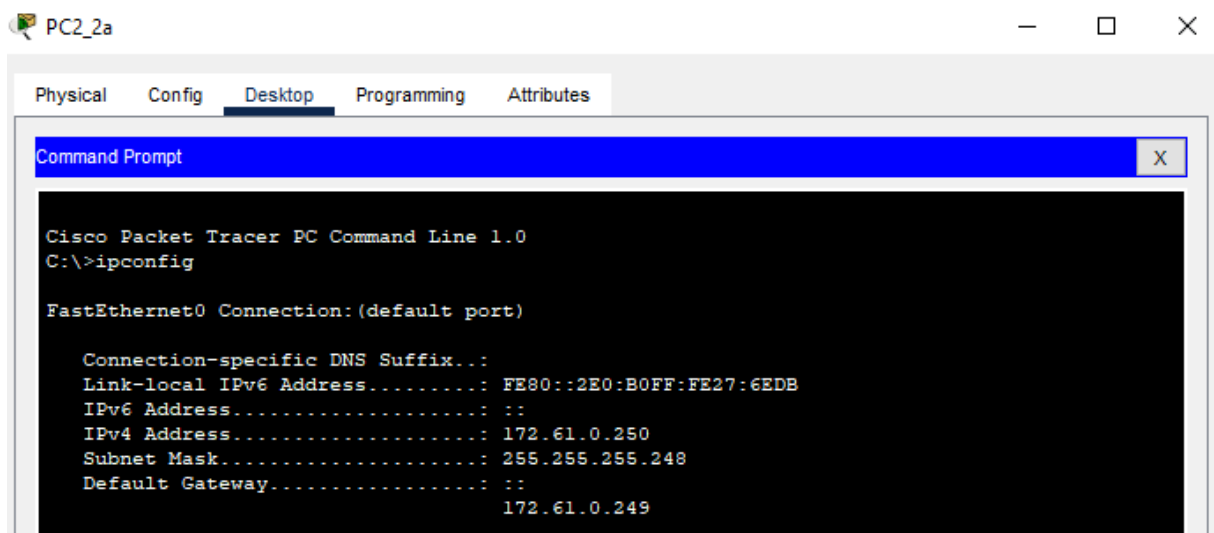 PC2_2a
Physical Config Desktop Programming Attributes
Command Prompt X
Cisco Packet Tracer PC Command Line 1.0
C:\>ipconfig
FastEthernet0 Connection:(default port)
Connection-specific DNS Suffix..:
Link-local IPv6 Address.........: FE80::2E0:B0FF:FE27:6EDB
IPv6 Address....................: ::
IPv4 Address....................: 172.61.0.250
Subnet Mask.....................: 255.255.255.248
Default Gateway.................: ::
172.61.0.249